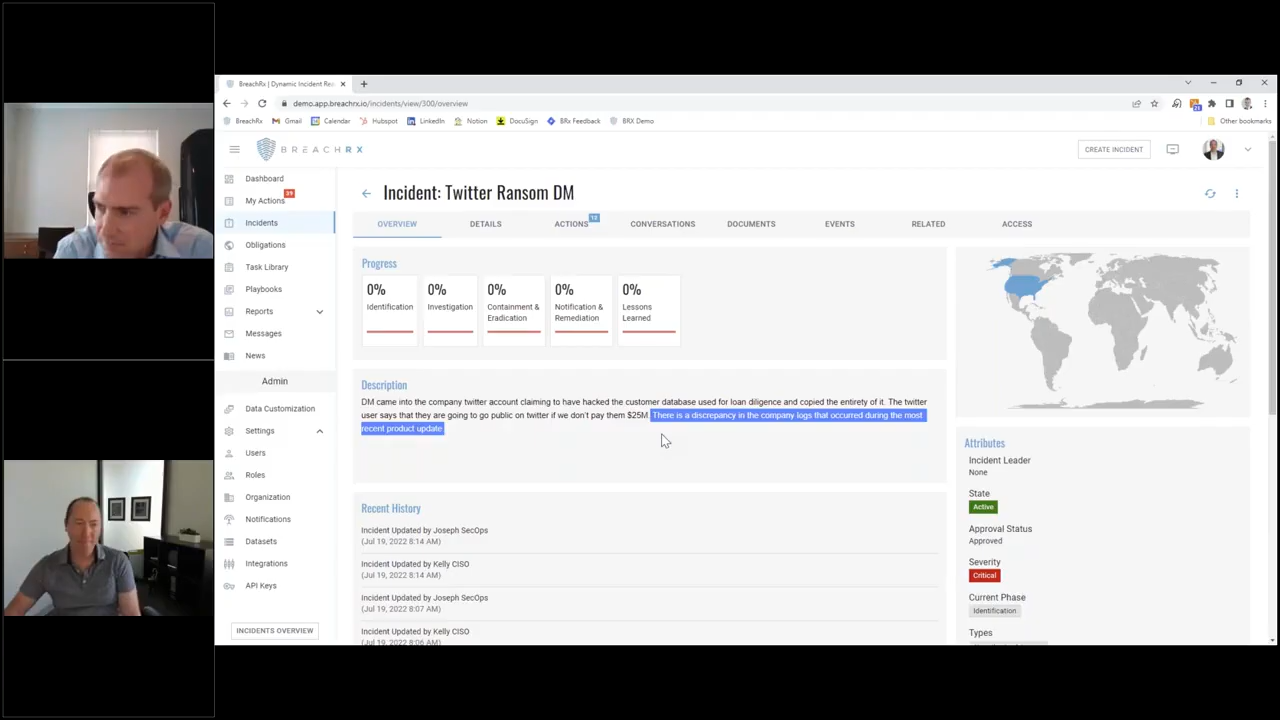 BreachRx | Dynamic Incident Res
demo.app.breachrx.io/incidents/view/300/overview
BreachRx
Gmail
Calendar
Hubspot
LinkedIn
Notion
DocuSign
BRx Feedback
BRX Demo
Other bookmarks
BREACHRX
CREATE INCIDENT
Dashboard
My Actions
39
Incidents
Obligations
Task Library
Playbooks
Reports
Messages
News
Admin
Data Customization
Settings
Users
Roles
Organization
Notifications
Datasets
Integrations
API Keys
INCIDENTS OVERVIEW
Incident: Twitter Ransom DM
OVERVIEW
DETAILS
ACTIONS
CONVERSATIONS
DOCUMENTS
EVENTS
RELATED
ACCESS
Progress
0%
Identification
0%
Investigation
0%
Containment &
Eradication
0%
Notification &
Remediation
0%
Lessons
Learned
Description
DM came into the company twitter account claiming to have hacked the customer database used for loan diligence and copied the entirety of it. The twitter
user says that they are going to go public on twitter if we don't pay them $25M. There is a discrepancy in the company logs that occurred during the most
recent product update.
Recent History
Incident Updated by Joseph SecOps
(Jul 19, 2022 8:14 AM)
Incident Updated by Kelly CISO
(Jul 19, 2022 8:14 AM)
Incident Updated by Joseph SecOps
(Jul 19, 2022 8:07 AM)
Incident Updated by Kelly CISO
(Jul 19, 2022 8:06 AM)
Attributes
Incident Leader
None
State
Active
Approval Status
Approved
Severity
Critical
Current Phase
Identification
Types